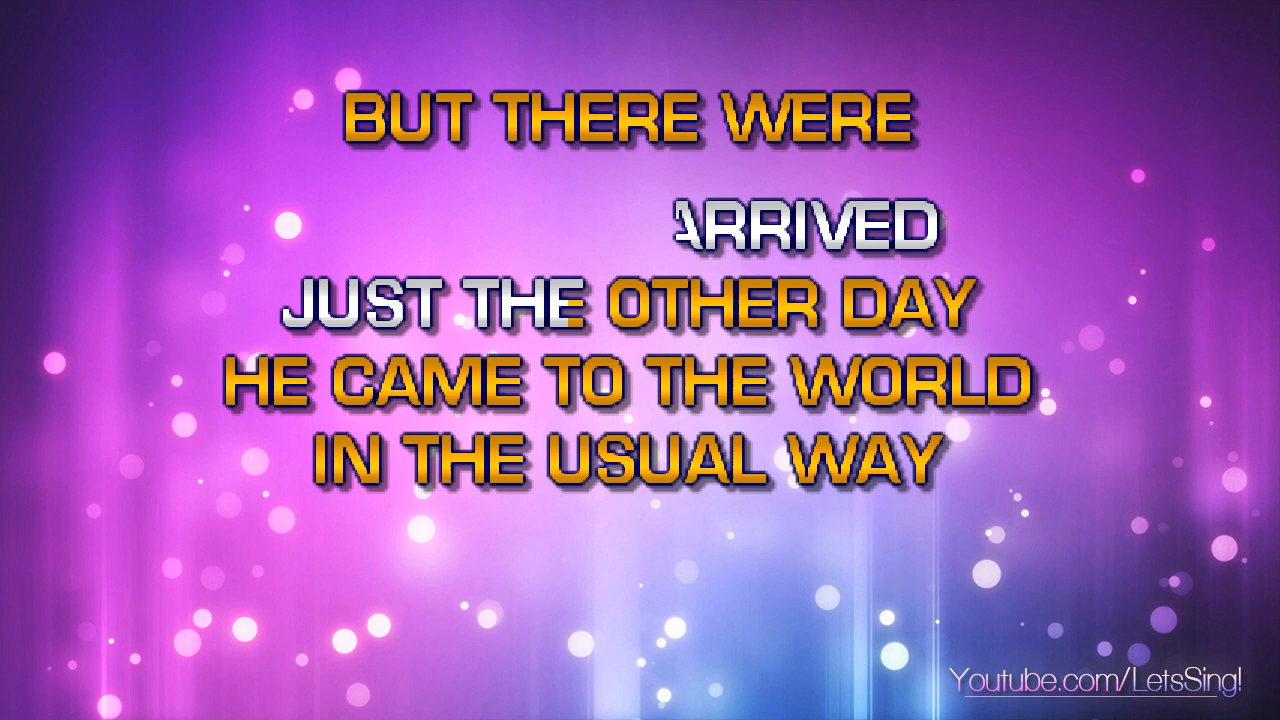 BUT THERE WERE
ARRIVED
JUST THE OTHER DAY
HE CAME TO THE WORLD
IN THE USUAL WAY
Youtube.com/LetsSing!